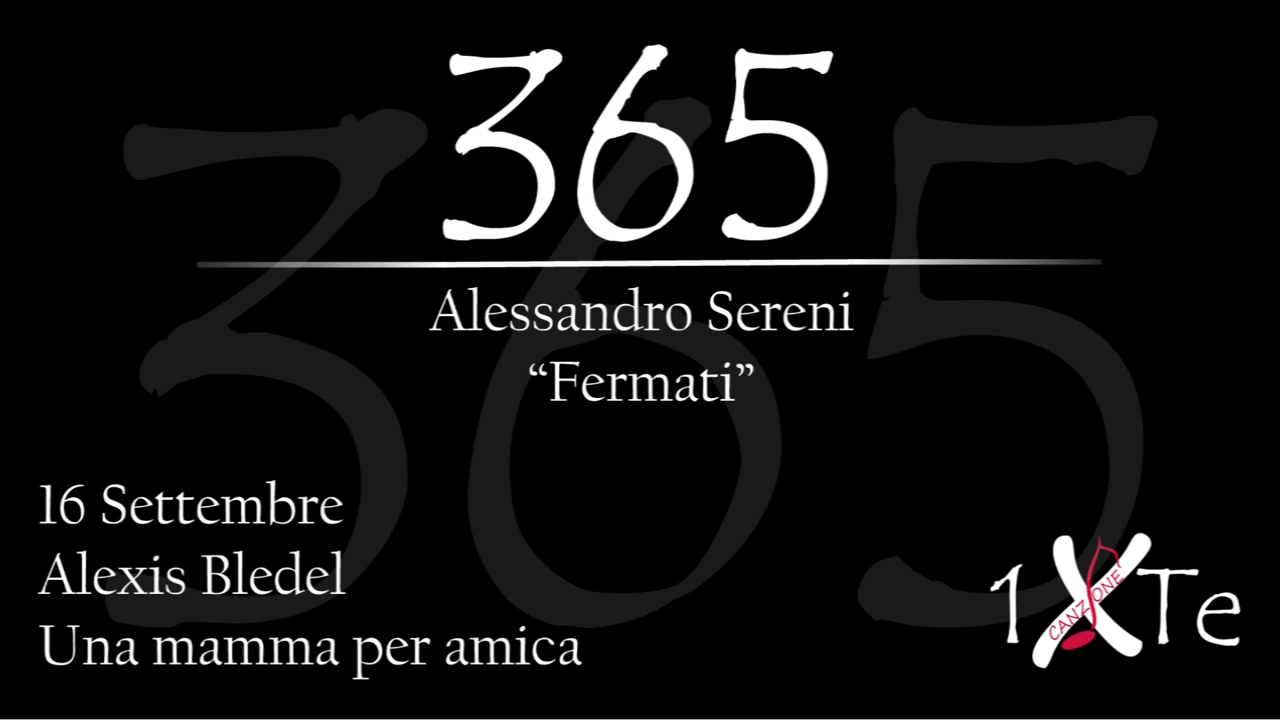 365
Alessandro Sereni
“Fermati”
16 Settembre
Alexis Bledel
Una mamma per amica
1XTe
CANZONE